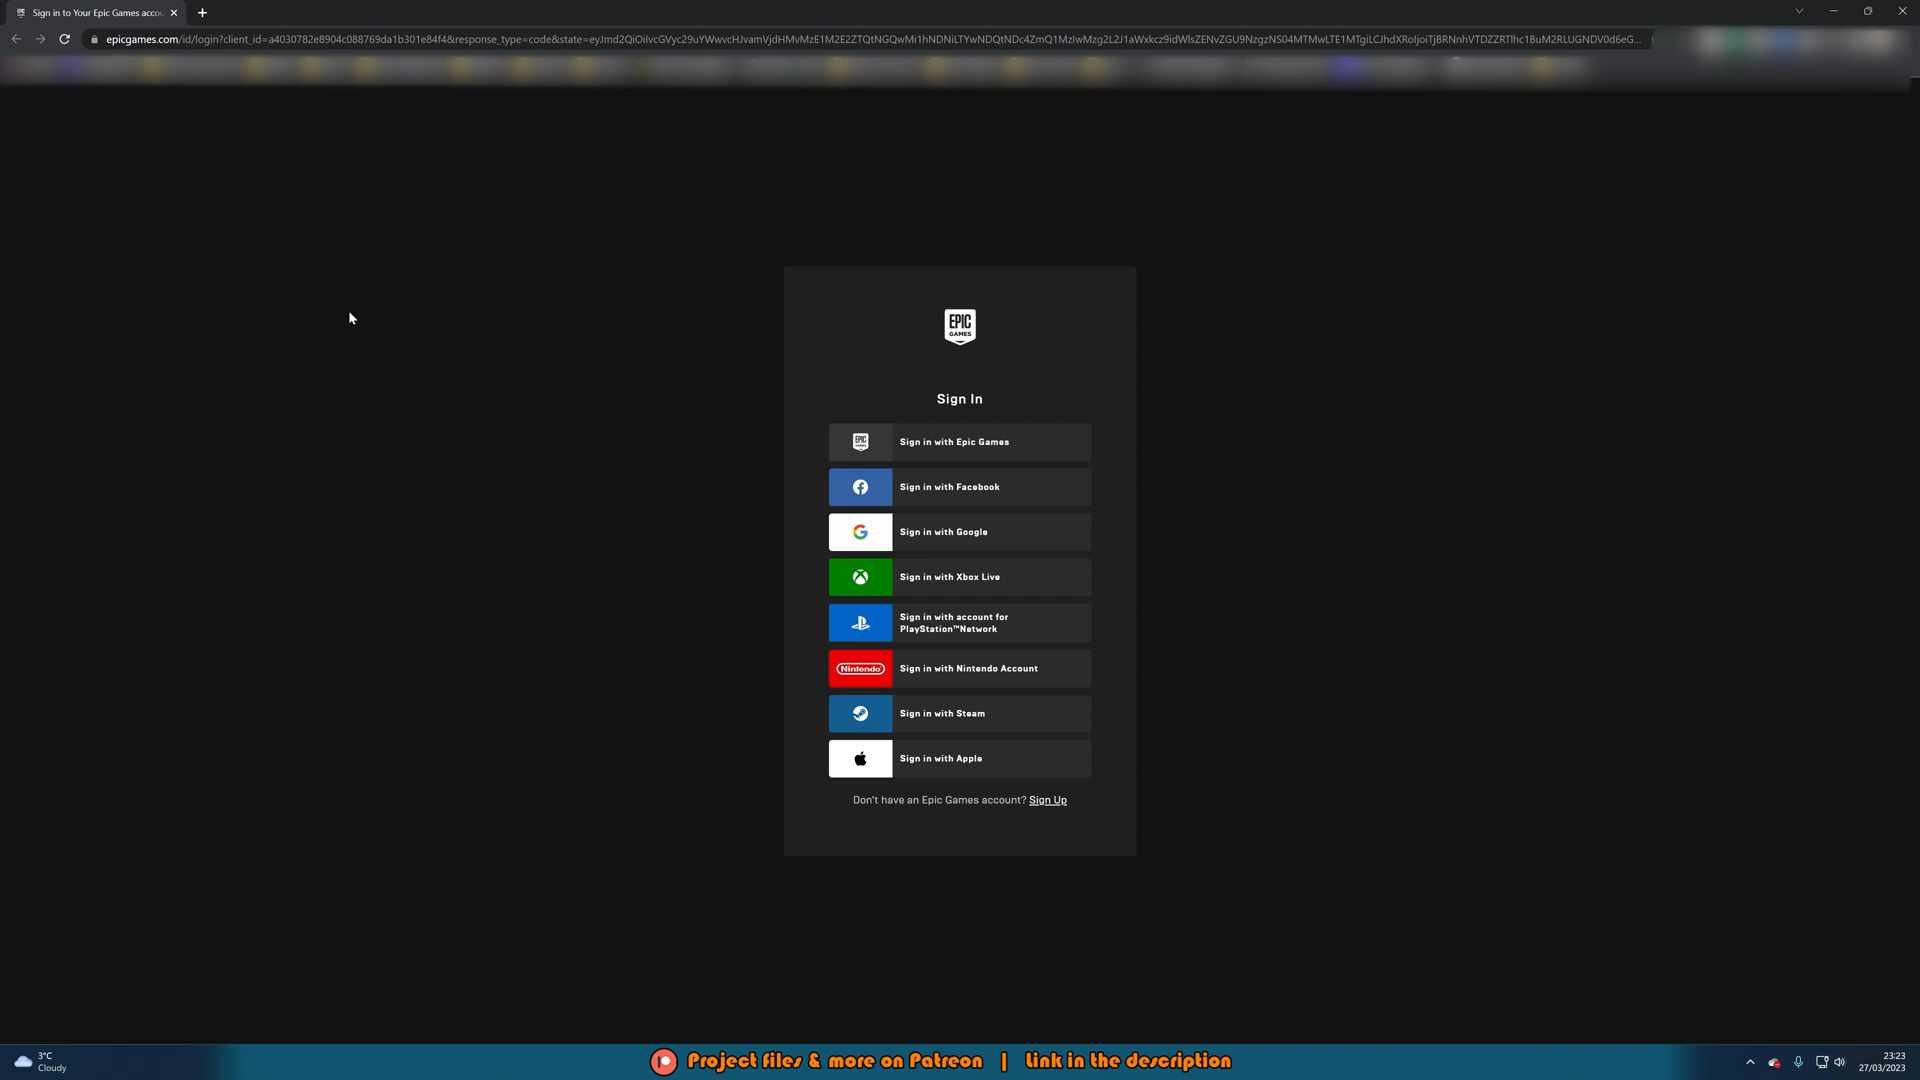 Sign in to Your Epic Games accou
epicgames.com/id/login?client_id=a4030782e8904c088769da1b301e84f4&response_type=code&state=
EPIC
GAMES
Sign In
EPIC
GAMES
Sign in with Epic Games
Sign in with Facebook
Sign in with Google
Sign in with Xbox Live
Sign in with account for
PlayStation™Network
Nintendo
Sign in with Nintendo Account
Sign in with Steam
Sign in with Apple
Don't have an Epic Games account? Sign Up
3°C
Cloudy
Project files & more on Patreon | Link in the description
23:23
27/03/2023